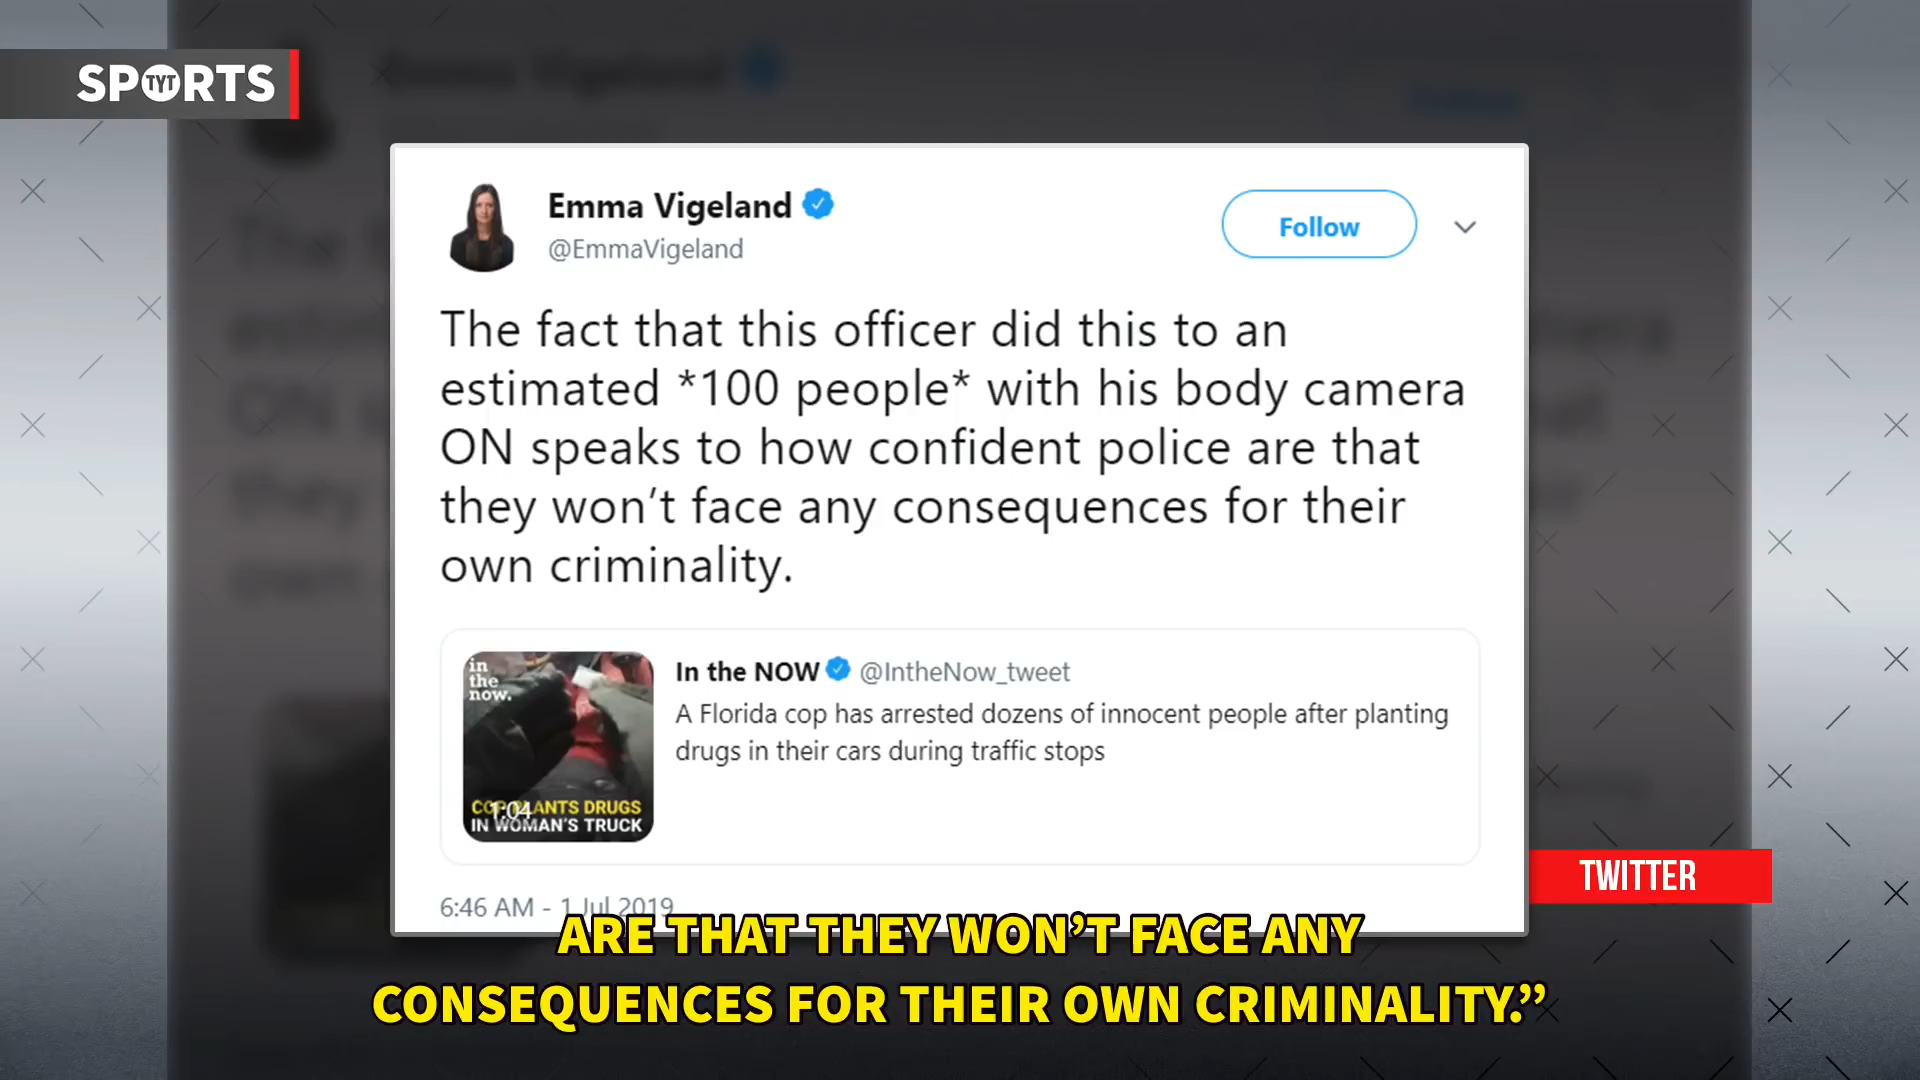 SPORTS
TYT
Emma Vigeland
@EmmaVigeland
Follow
The fact that this officer did this to an
estimated *100 people* with his body camera
ON speaks to how confident police are that
they won’t face any consequences for their
own criminality.
in
the
now.
1:04
COP PLANTS DRUGS
IN WOMAN'S TRUCK
In the NOW @IntheNow_tweet
A Florida cop has arrested dozens of innocent people after planting
drugs in their cars during traffic stops
6:46 AM - 1 Jul 2019
TWITTER
ARE THAT THEY WON’T FACE ANY
CONSEQUENCES FOR THEIR OWN CRIMINALITY.”